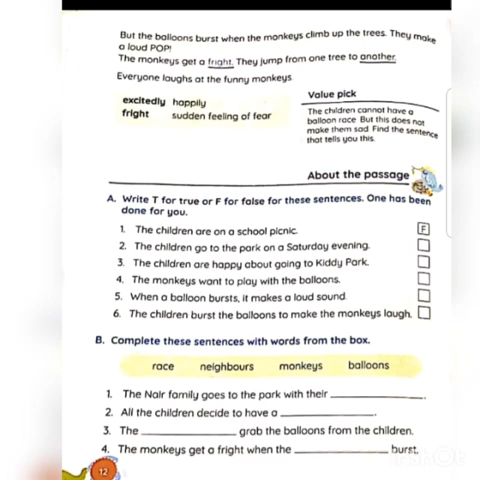 But the balloons burst when the monkeys climb up the trees. They make
a loud POP!
The monkeys get a fright. They jump from one tree to another.
Everyone laughs at the funny monkeys.
excitedly happily
fright sudden feeling of fear
Value pick
The children cannot have a
balloon race. But this does not
make them sad. Find the sentence
that tells you this.
About the passage
A. Write T for true or F for false for these sentences. One has been
done for you.
1. The children are on a school picnic. F
2. The children go to the park on a Saturday evening.
3. The children are happy about going to Kiddy Park.
4. The monkeys want to play with the balloons.
5. When a balloon bursts, it makes a loud sound.
6. The children burst the balloons to make the monkeys laugh.
B. Complete these sentences with words from the box.
race neighbours monkeys balloons
1. The Nair family goes to the park with their ______________.
2. All the children decide to have a ______________.
3. The ______________ grab the balloons from the children.
4. The monkeys get a fright when the ______________ burst.
12